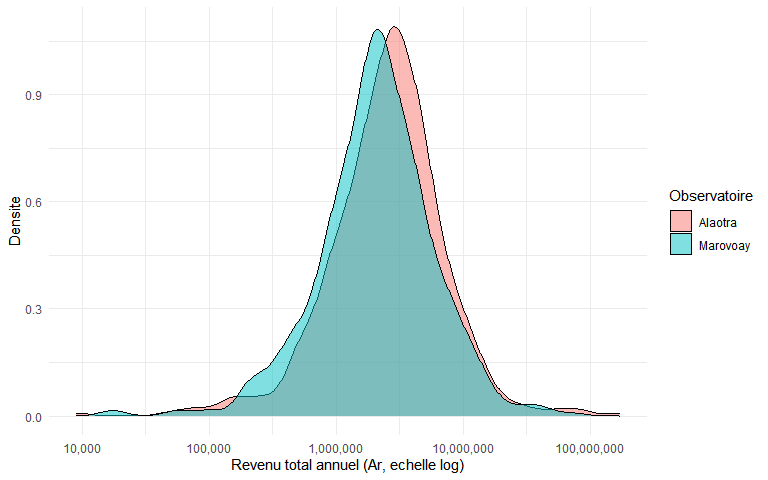 Densite
0.9
0.6
0.3
0.0
10,000
100,000
1,000,000
10,000,000
100,000,000
Revenu total annuel (Ar, echelle log)
Observatoire
Alaotra
Marovoay